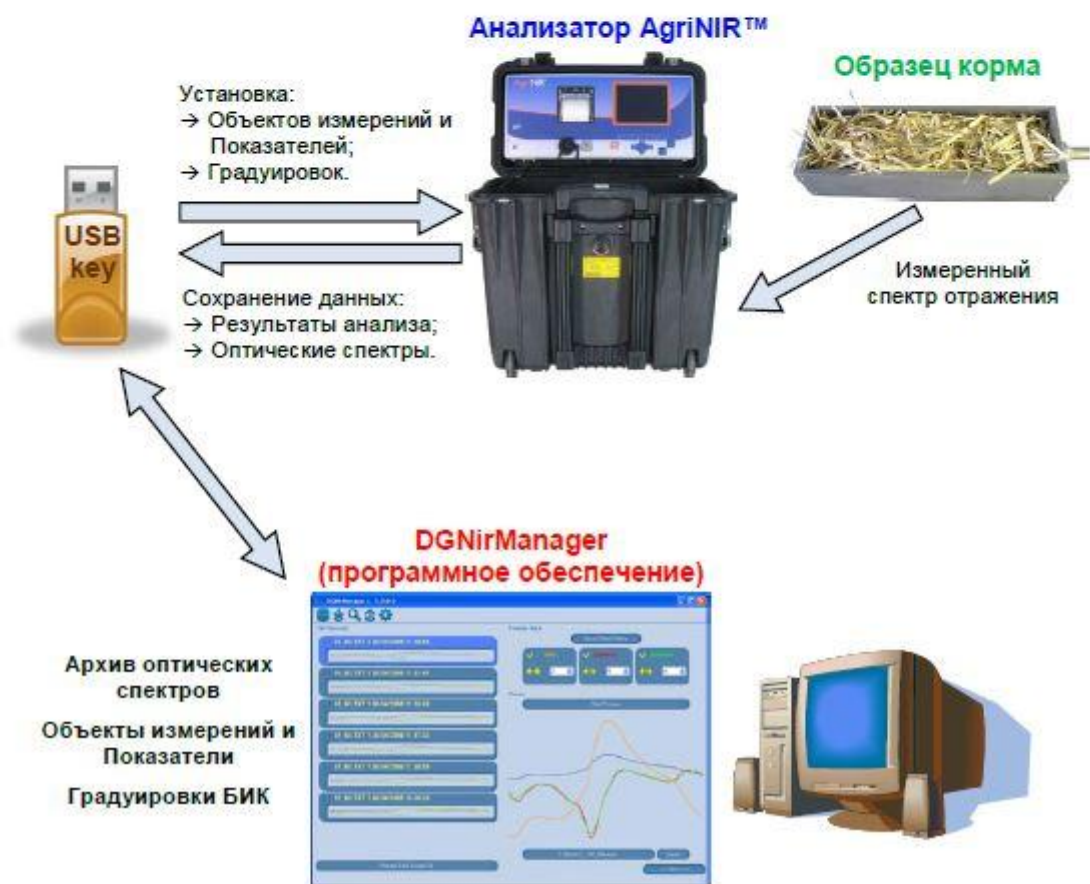 Анализатор AgriNIR™
Образец корма
Установка:
→ Объектов измерений и
Показателей;
→ Градуировок.
USB
key
Измеренный
спектр отражения
Сохранение данных:
→ Результаты анализа;
→ Оптические спектры.
DGNirManager
(программное обеспечение)
Архив оптических
спектров
Объекты измерений и
Показатели
Градуировки БИК